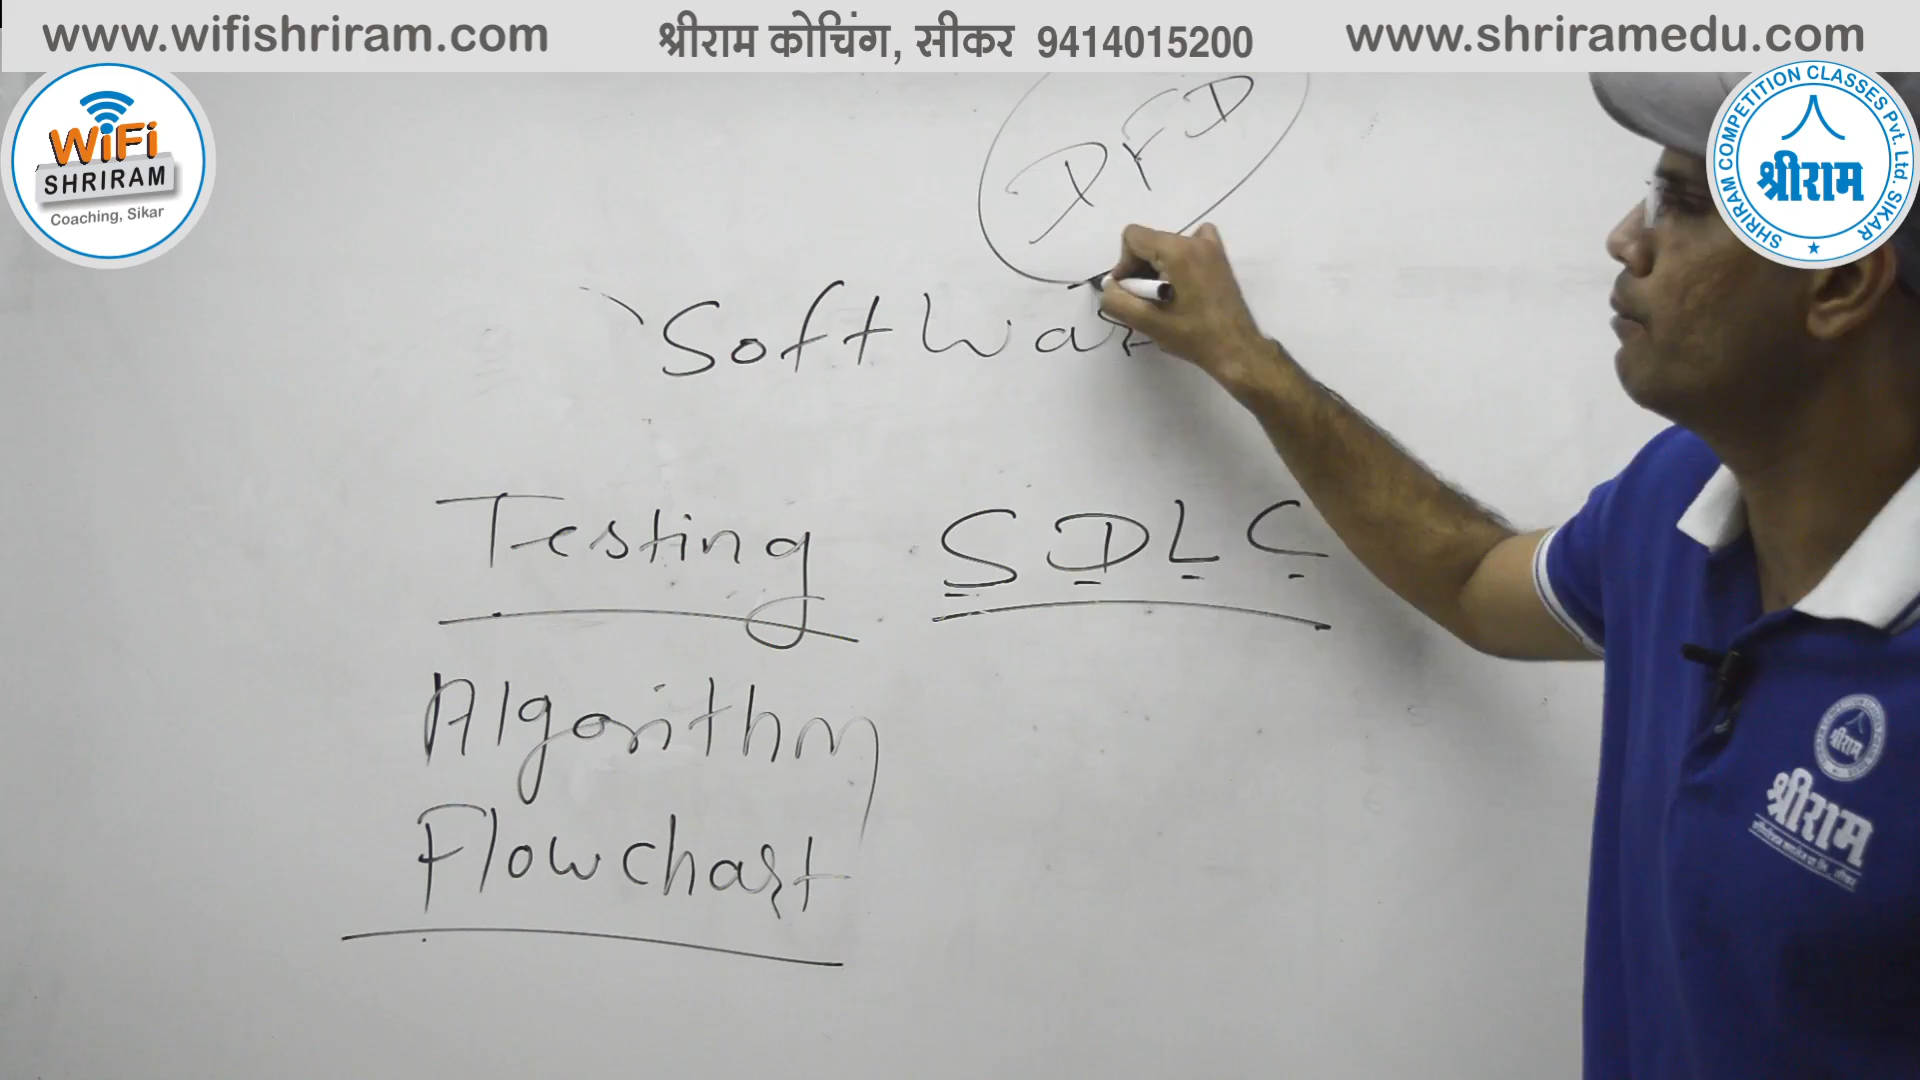 www.wifishriram.com श्रीराम कोचिंग, सीकर 9414015200 www.shriramedu.com
WiFi
SHRIRAM
Coaching, Sikar
SHRIRAM COMPETITION CLASSES Pvt. Ltd. SIKAR
श्रीराम
DFD
Softwar
Testing SDLC
Algorithm
Flowchart
श्रीराम
श्रीराम